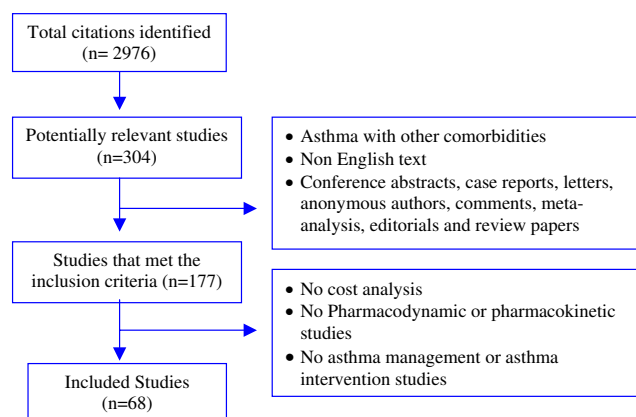 Total citations identified
(n= 2976)
Potentially relevant studies
(n=304)
• Asthma with other comorbidities
• Non English text
• Conference abstracts, case reports, letters,
anonymous authors, comments, meta-
analysis, editorials and review papers
Studies that met the
inclusion criteria (n=177)
• No cost analysis
• No Pharmacodynamic or pharmacokinetic
studies
• No asthma management or asthma
intervention studies
Included Studies
(n=68)